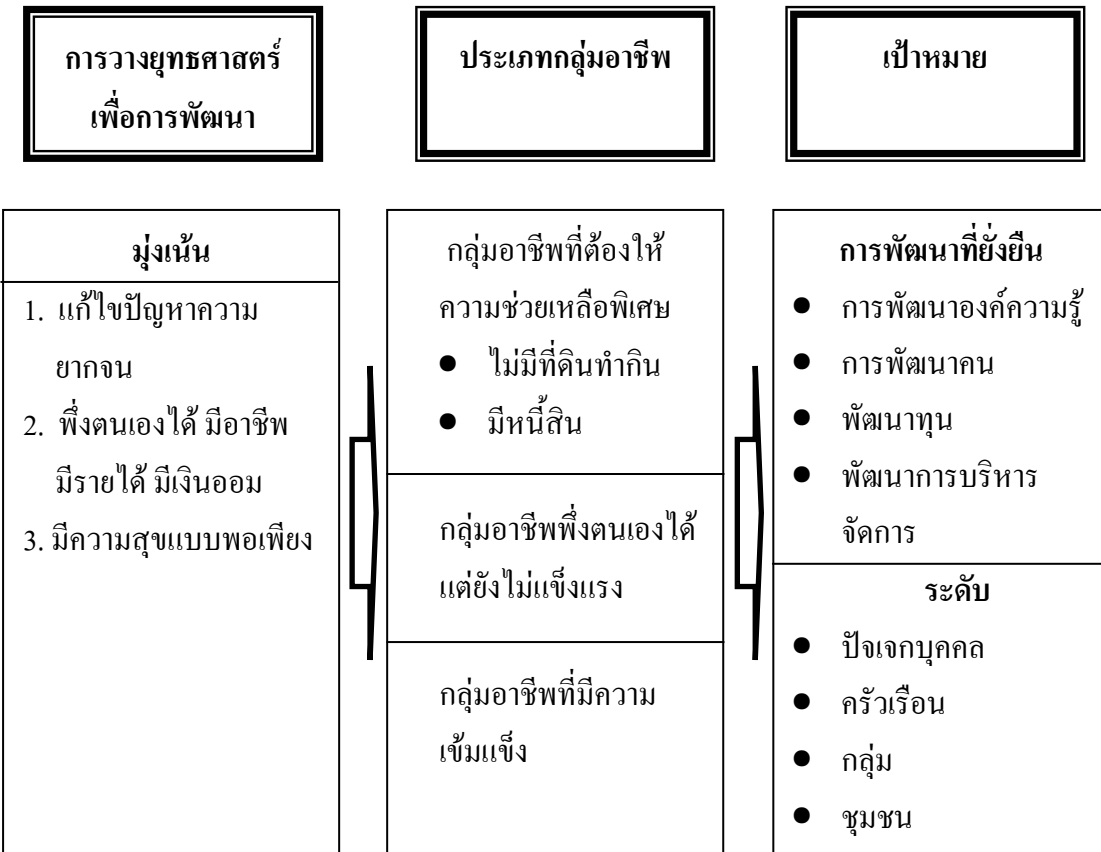 การวางยุทธศาสตร์
เพื่อการพัฒนา
ประเภทกลุ่มอาชีพ
เป้าหมาย
มุ่งเน้น
1. แก้ไขปัญหาความ
ยากจน
2. พึ่งตนเองได้ มีอาชีพ
มีรายได้ มีเงินออม
3. มีความสุขแบบพอเพียง
กลุ่มอาชีพที่ต้องให้
ความช่วยเหลือพิเศษ
● ไม่มีที่ดินทำกิน
● มีหนี้สิน
กลุ่มอาชีพพึ่งตนเองได้
แต่ยังไม่แข็งแรง
กลุ่มอาชีพที่มีความ
เข้มแข็ง
การพัฒนาที่ยั่งยืน
● การพัฒนาองค์ความรู้
● การพัฒนาคน
● พัฒนาทุน
● พัฒนาการบริหาร
จัดการ
ระดับ
● ปัจเจกบุคคล
● ครัวเรือน
● กลุ่ม
● ชุมชน